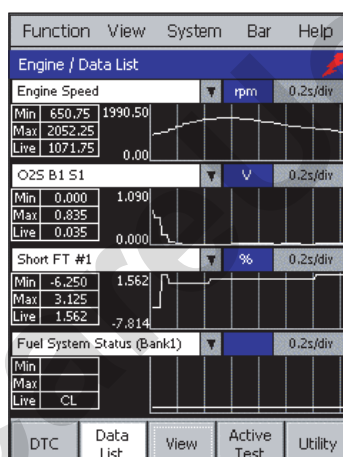 Function View System Bar Help
Engine / Data List
Engine Speed rpm 0.2s/div
Min 650.75 1990.50
Max 2052.25
Live 1071.75 0.00
O2S B1 S1 V 0.2s/div
Min 0.000 1.090
Max 0.835
Live 0.035 0.000
Short FT #1 % 0.2s/div
Min -6.250 1.562
Max 3.125
Live 1.562 -7.814
Fuel System Status (Bank1) 0.2s/div
Min
Max
Live CL
DTC Data List View Active Test Utility